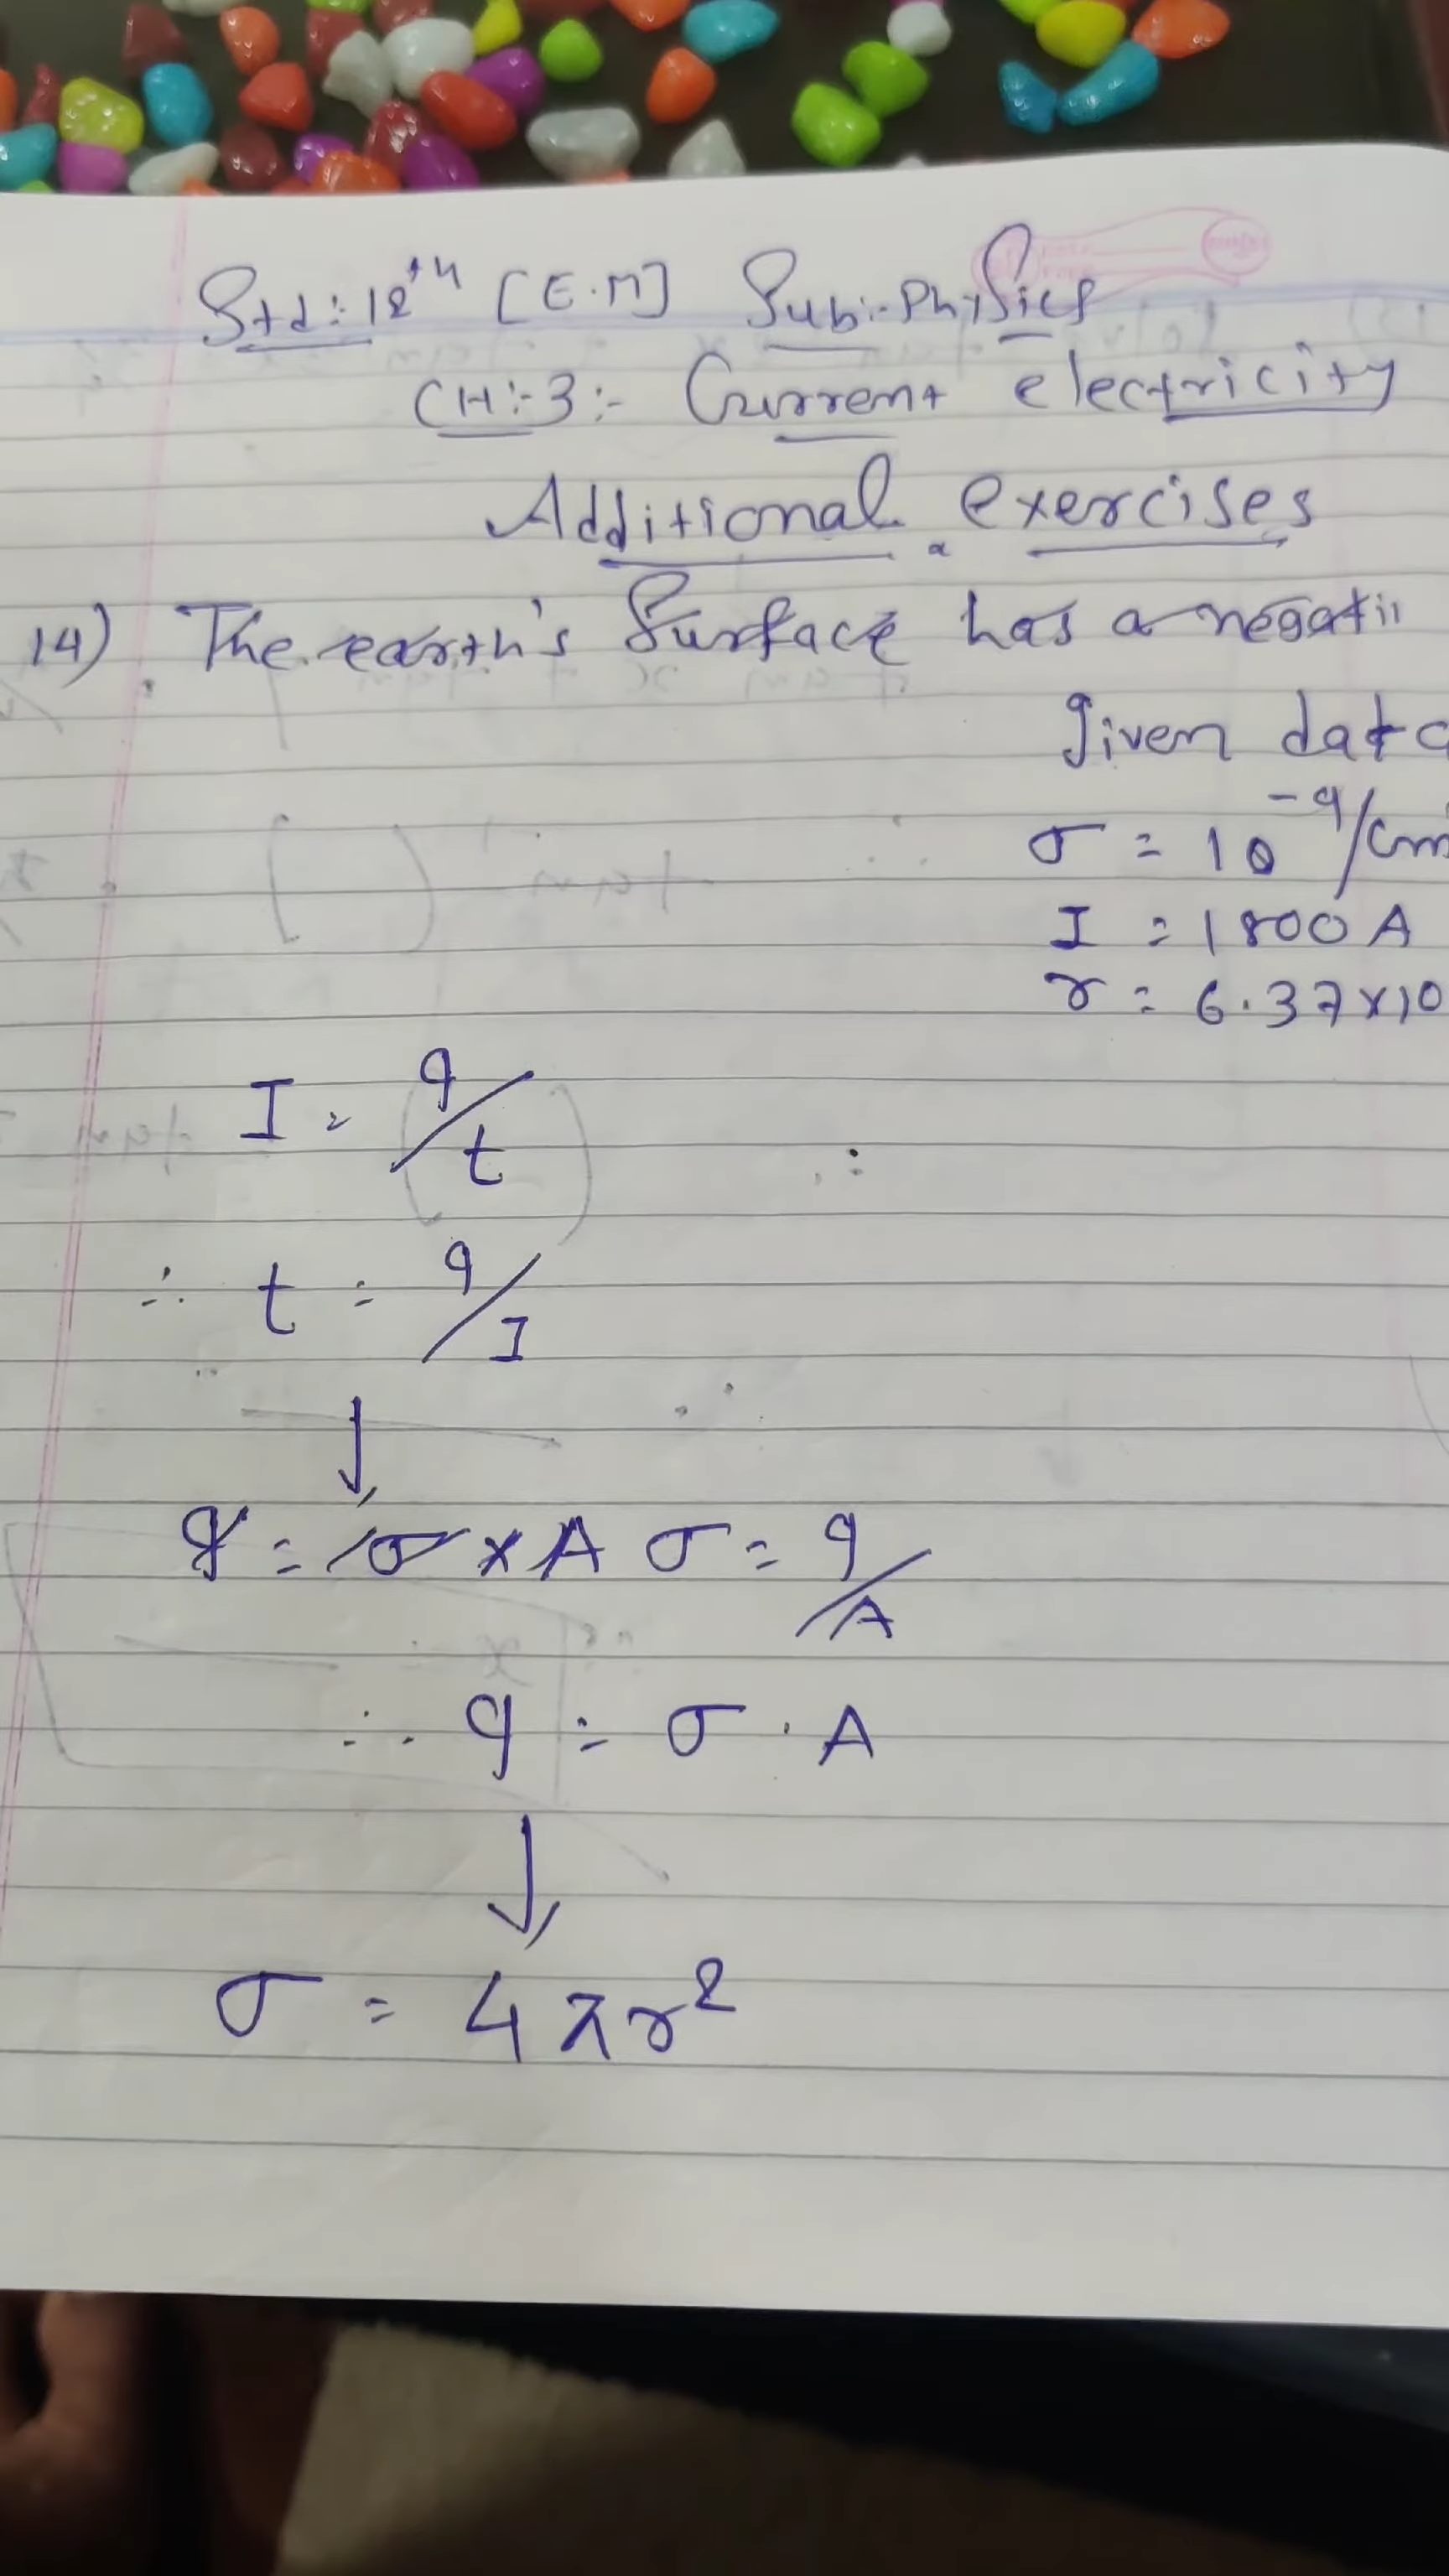 Std:- 12th [E.M] Sub:- Physics
CH:-3:- Current electricity
Additional exercises
14) The earth's Surface has a negati
given data
σ = 10⁻⁹/cm
I = 1800 A
r = 6.37×10
I = q/t
∴ t = q/I
↓
q = σ × A σ = q/A
∴ q = σ · A
↓
σ = 4πr²